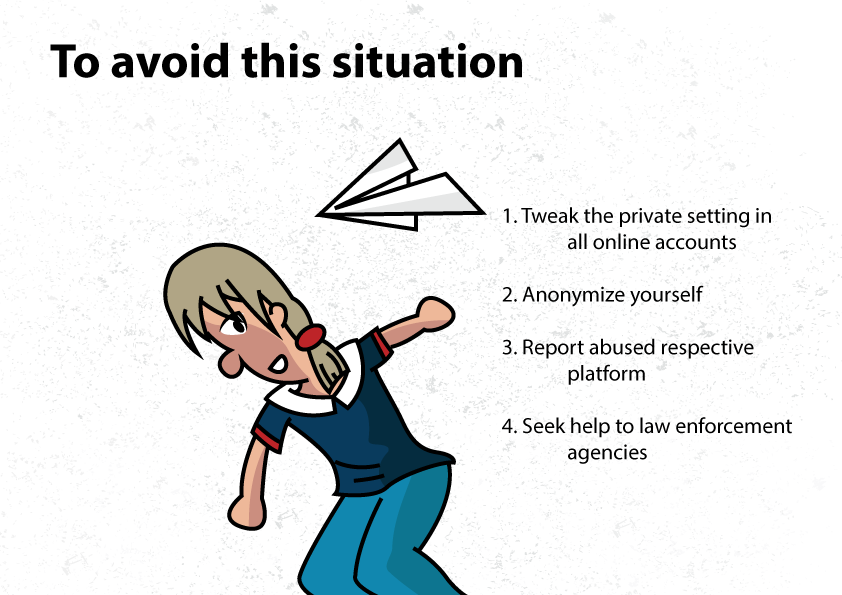 To avoid this situation
1. Tweak the private setting in
all online accounts
2. Anonymize yourself
3. Report abused respective
platform
4. Seek help to law enforcement
agencies